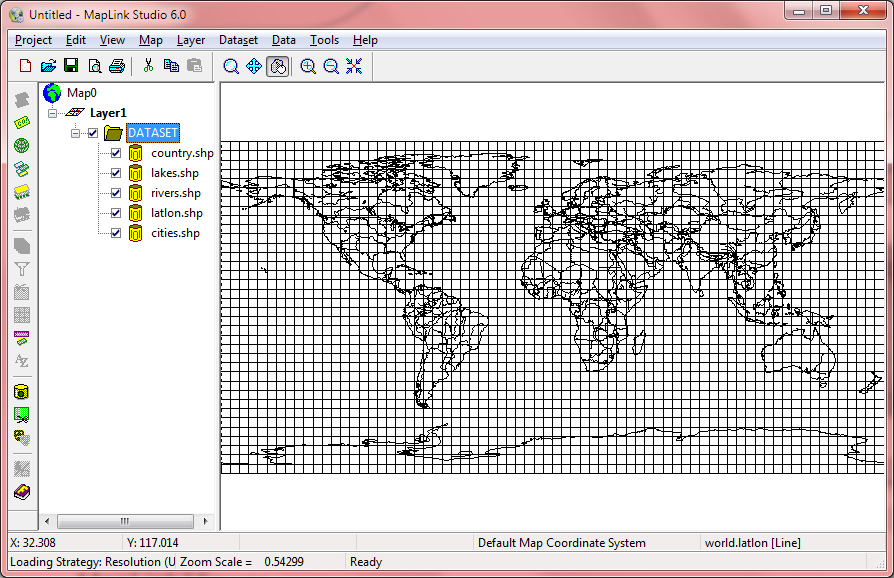 Untitled - MapLink Studio 6.0
Project Edit View Map Layer Dataset Data Tools Help
Map0
Layer1
DATASET
country.shp
lakes.shp
rivers.shp
latlon.shp
cities.shp
X: 32.308 Y: 117.014 Default Map Coordinate System world.latlon [Line]
Loading Strategy: Resolution (U Zoom Scale = 0.54299 Ready